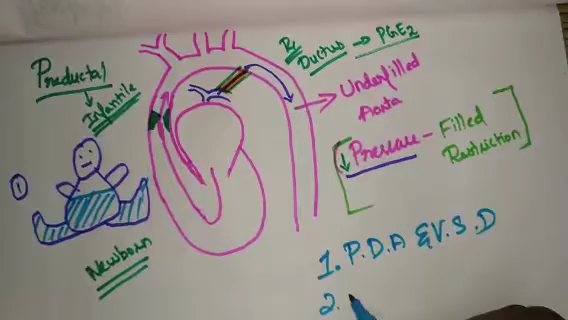 Preductal
Infantile
①
Newborn
Rx
Ductus → PGE2
Underfilled
Aorta
↓ Pressure - Filled
Restriction
1. P.D.A & V.S.D
2.